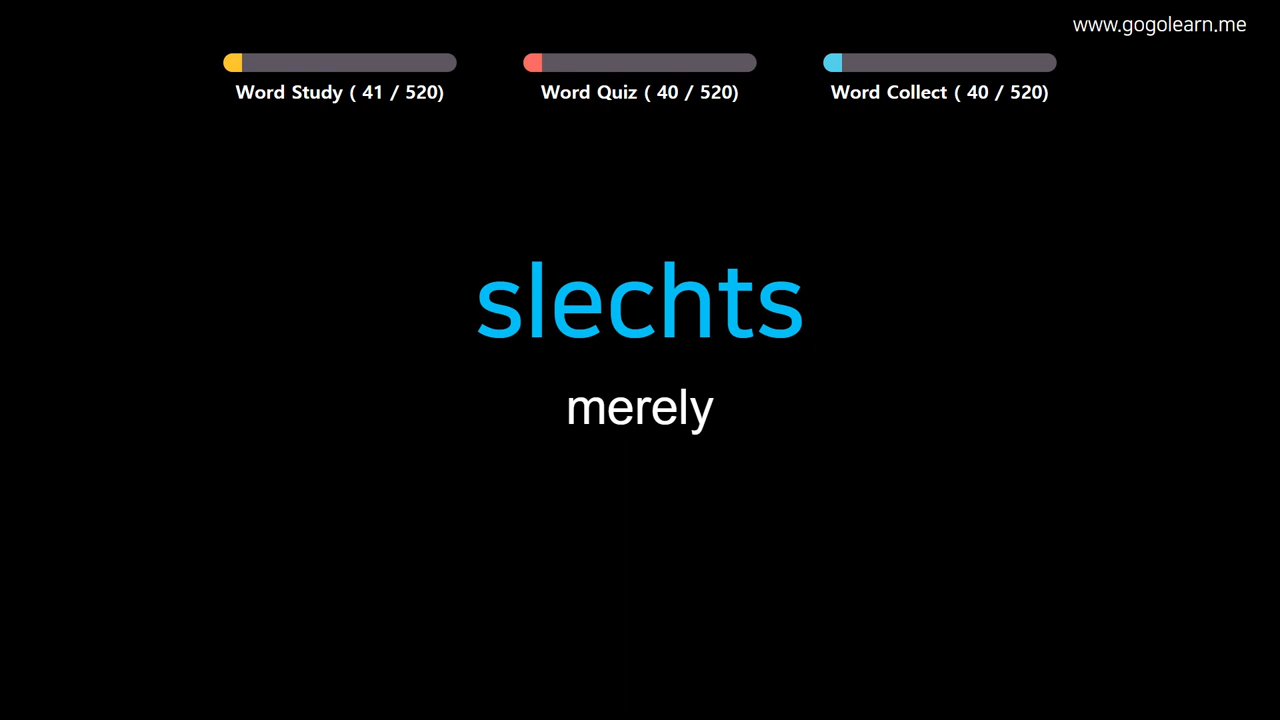 www.gogolearn.me
Word Study ( 41 / 520)
Word Quiz ( 40 / 520)
Word Collect ( 40 / 520)
slechts
merely